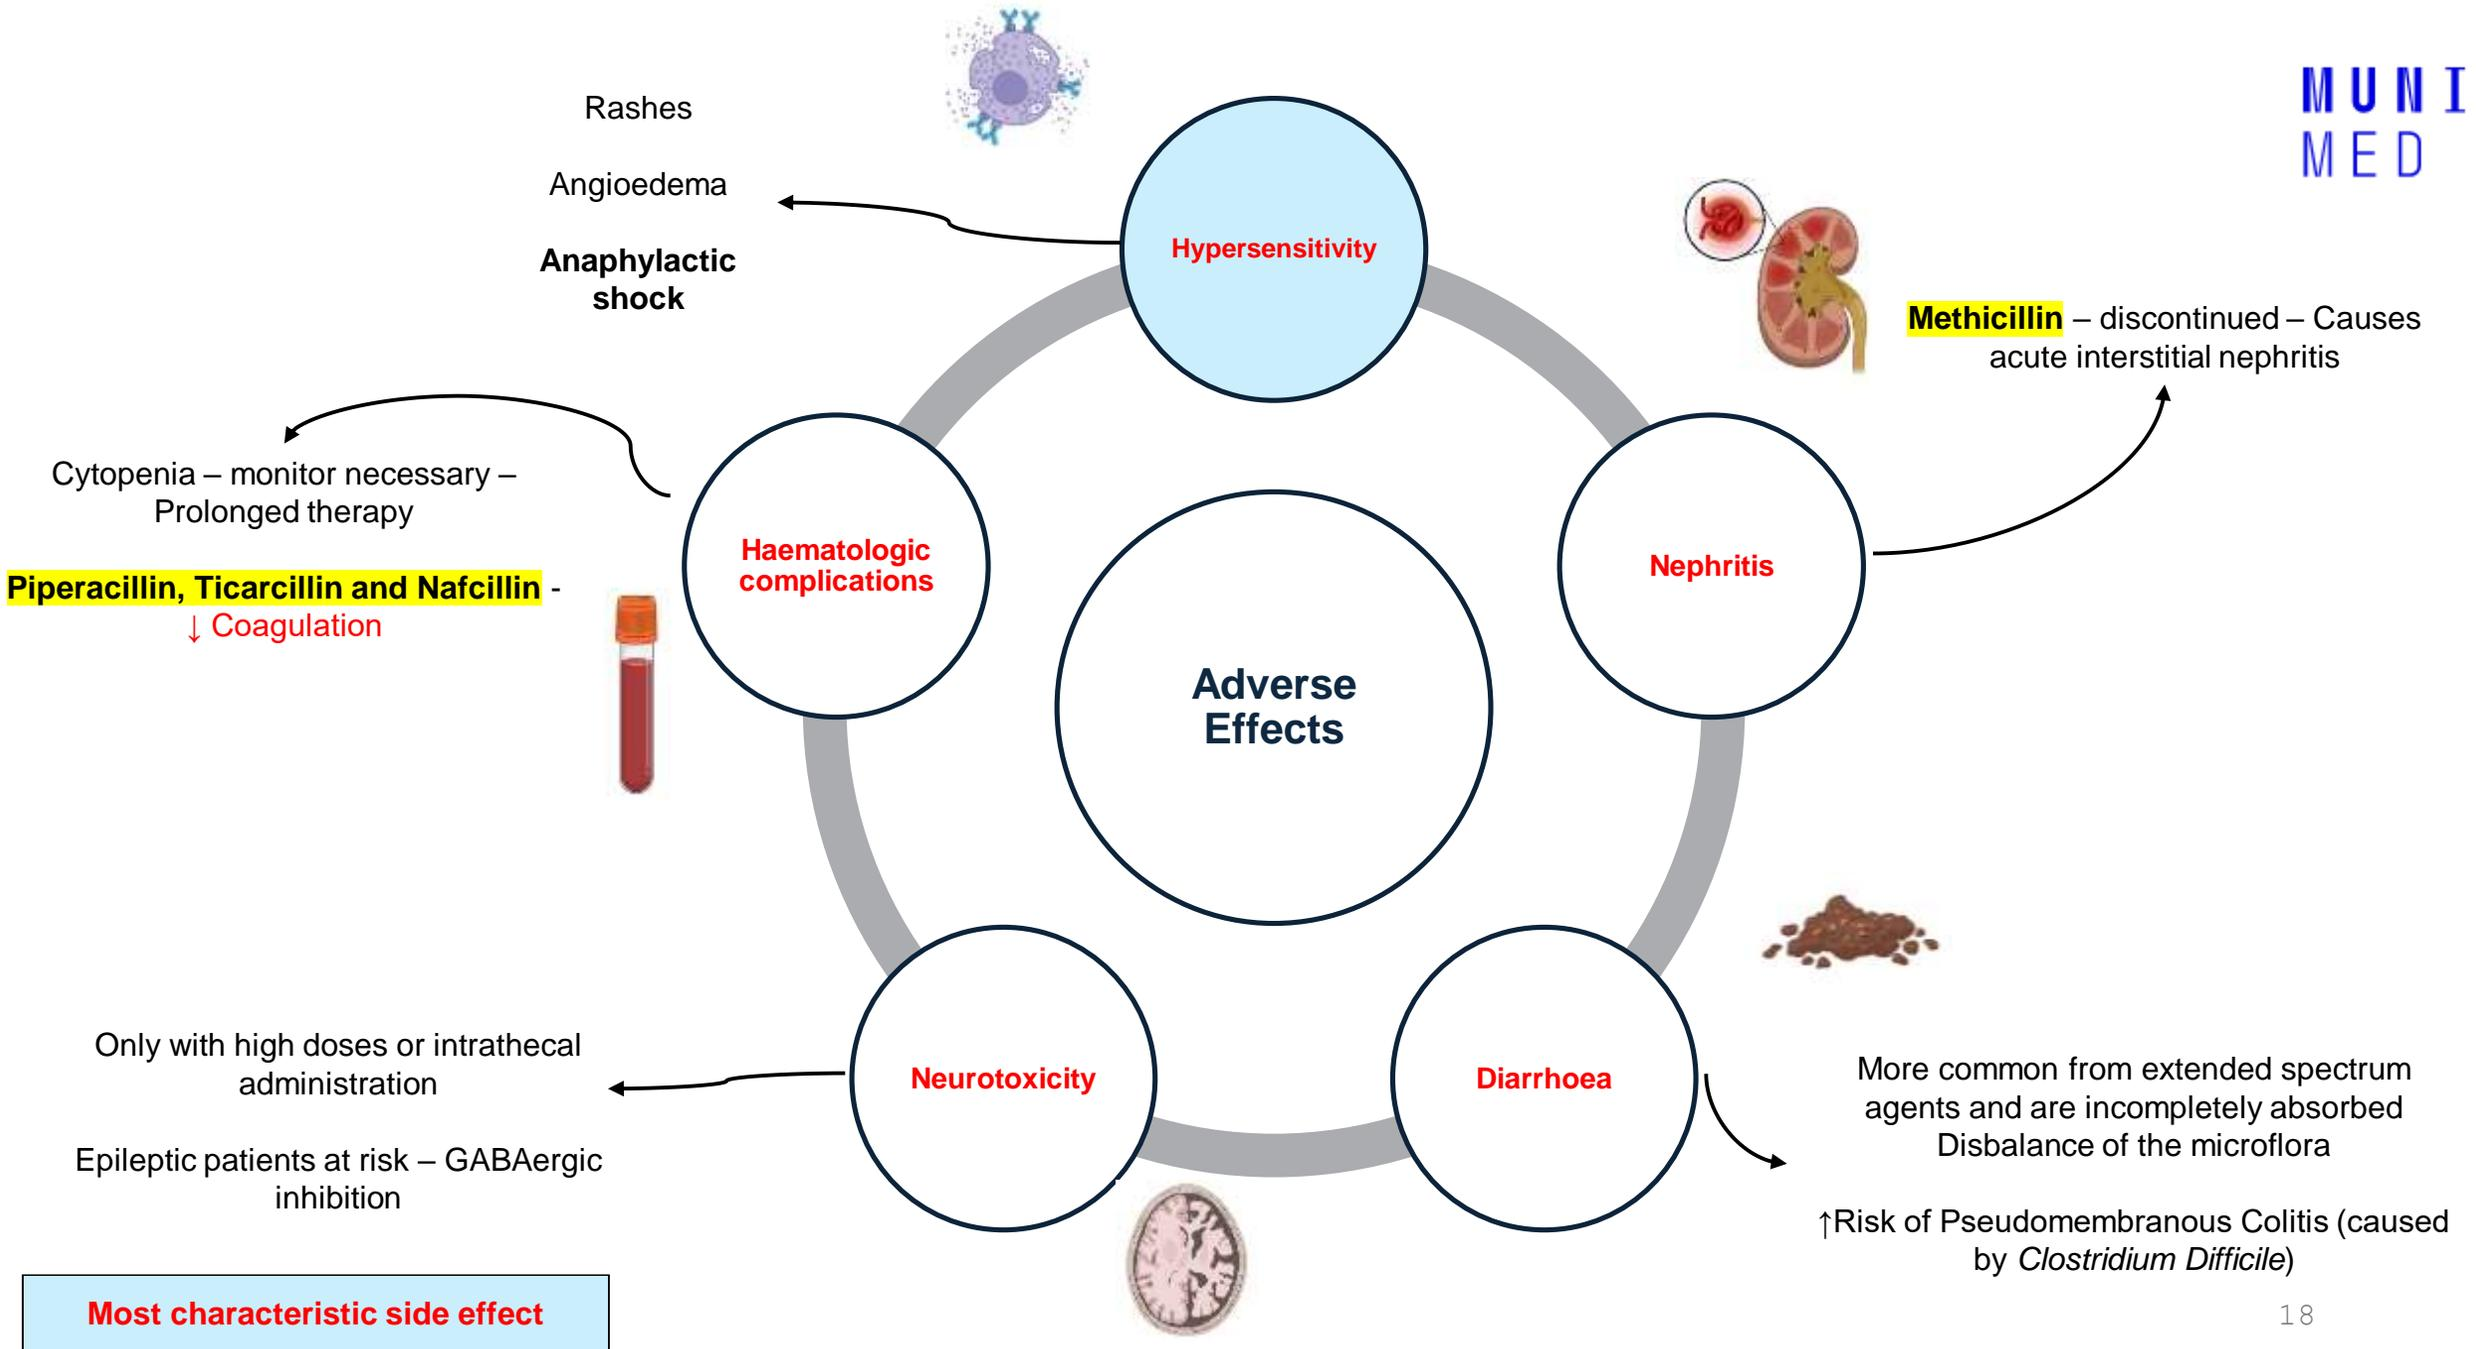 MUNI
MED
Rashes
Angioedema
Anaphylactic
shock
Hypersensitivity
Methicillin – discontinued – Causes
acute interstitial nephritis
Cytopenia – monitor necessary –
Prolonged therapy
Piperacillin, Ticarcillin and Nafcillin -
↓ Coagulation
Haematologic
complications
Nephritis
Adverse
Effects
Only with high doses or intrathecal
administration
Epileptic patients at risk – GABAergic
inhibition
Neurotoxicity
Diarrhoea
More common from extended spectrum
agents and are incompletely absorbed
Disbalance of the microflora
↑Risk of Pseudomembranous Colitis (caused
by Clostridium Difficile)
Most characteristic side effect
18